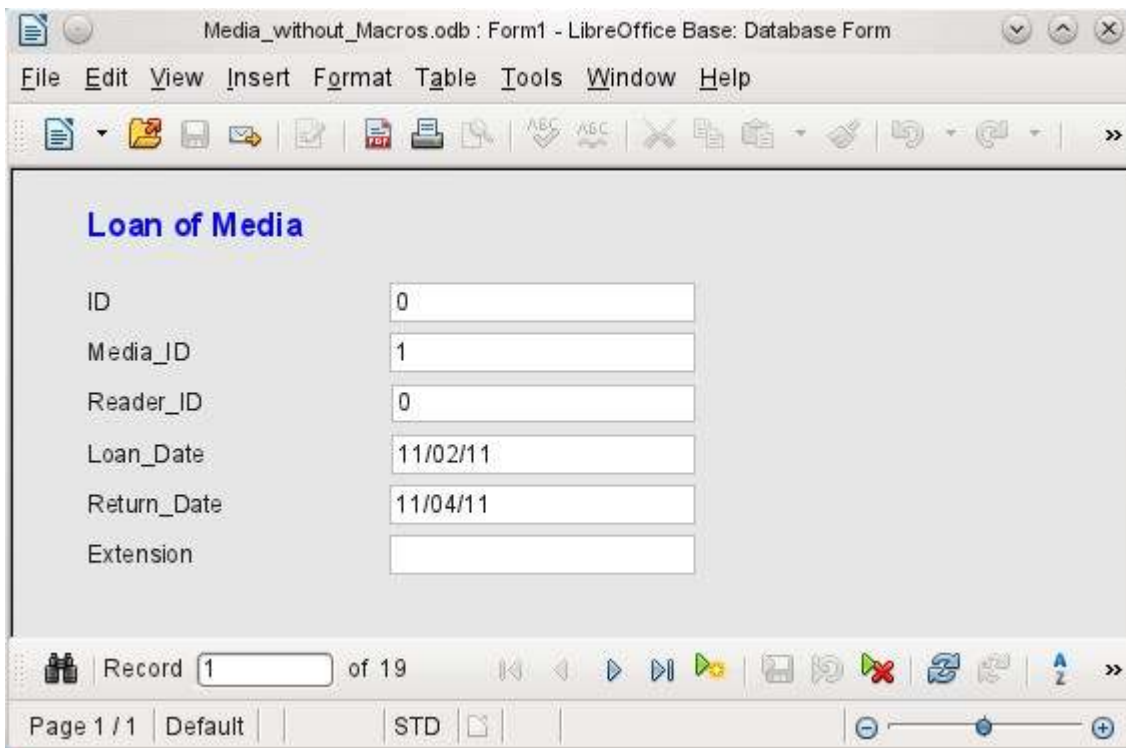 Media_without_Macros.odb : Form1 - LibreOffice Base: Database Form
File Edit View Insert Format Table Tools Window Help
Loan of Media
ID 0
Media_ID 1
Reader_ID 0
Loan_Date 11/02/11
Return_Date 11/04/11
Extension
Record 1 of 19
Page 1 / 1 Default STD